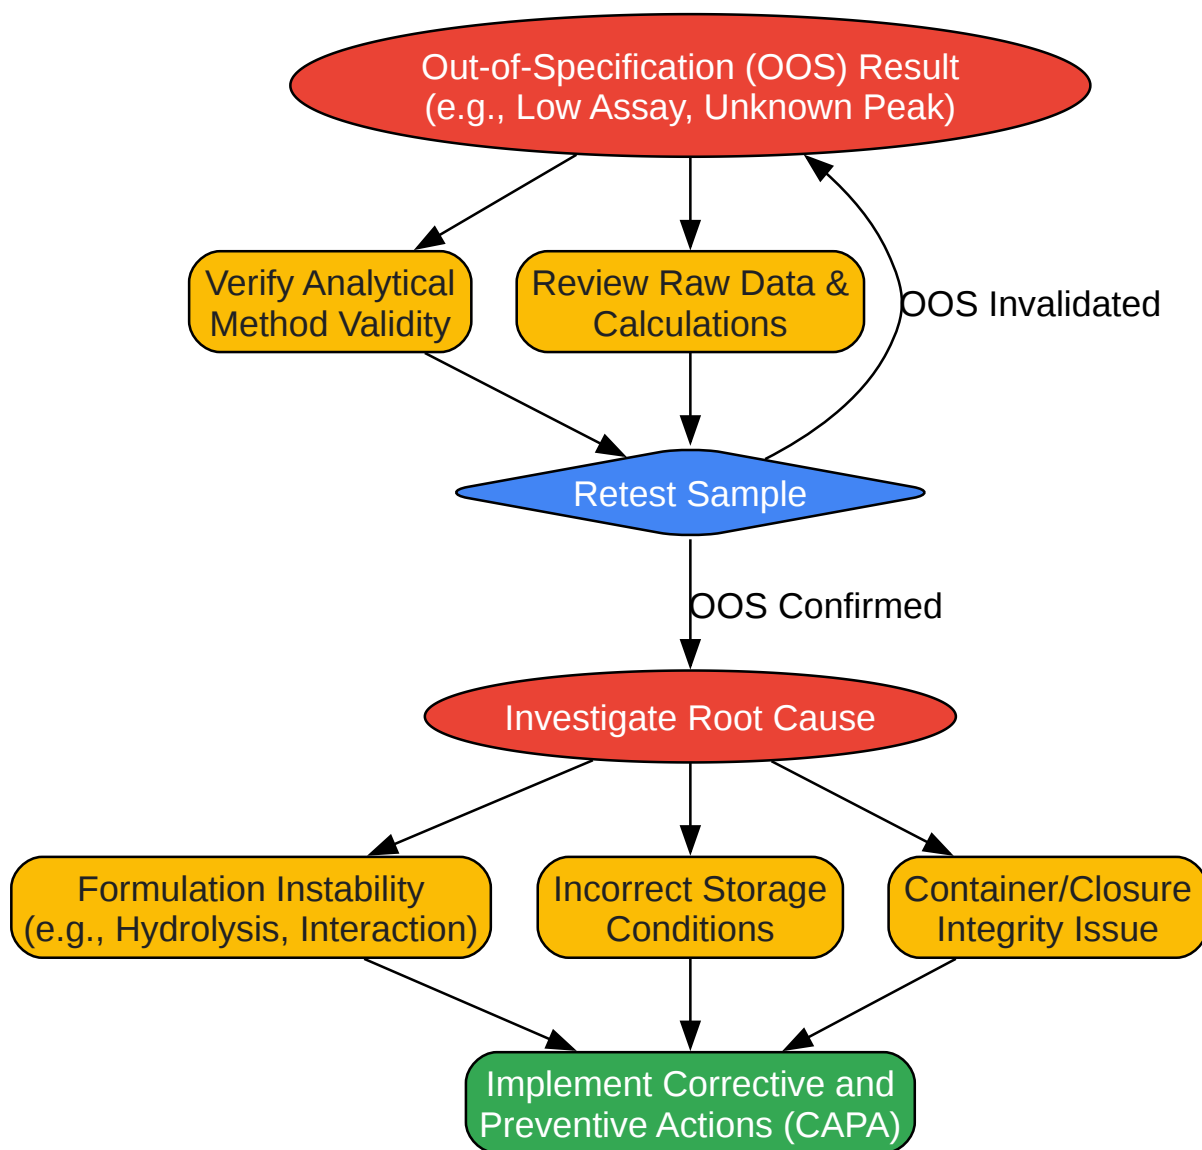 Out-of-Specification (OOS) Result
(e.g., Low Assay, Unknown Peak)
Verify Analytical
Method Validity
Review Raw Data &
Calculations
OOS Invalidated
Retest Sample
OOS Confirmed
Investigate Root Cause
Formulation Instability
(e.g., Hydrolysis, Interaction)
Incorrect Storage
Conditions
Container/Closure
Integrity Issue
Implement Corrective and
Preventive Actions (CAPA)